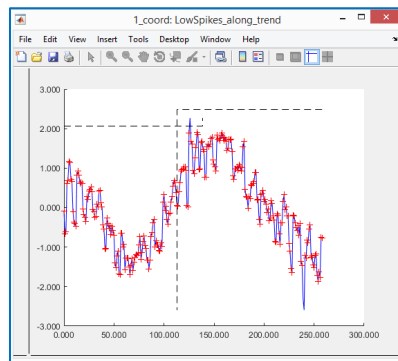 1_coord: LowSpikes_along_trend
File Edit View Insert Tools Desktop Window Help
3.000
2.000
1.000
0.000
-1.000
-2.000
-3.000
0.000 50.000 100.000 150.000 200.000 250.000 300.000